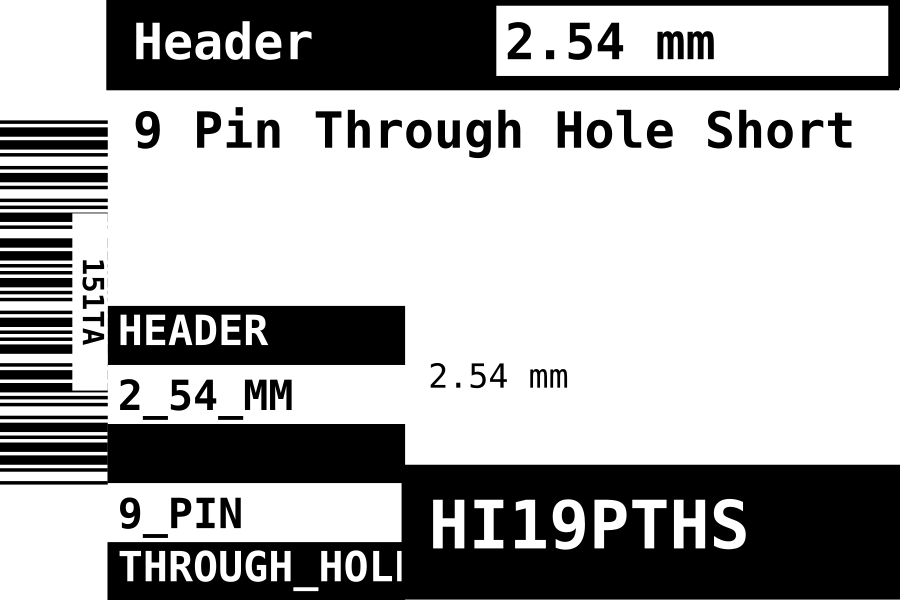 Header
2.54 mm
9 Pin Through Hole Short
151TA
HEADER
2_54_MM
2.54 mm
9_PIN
HI19PTHS